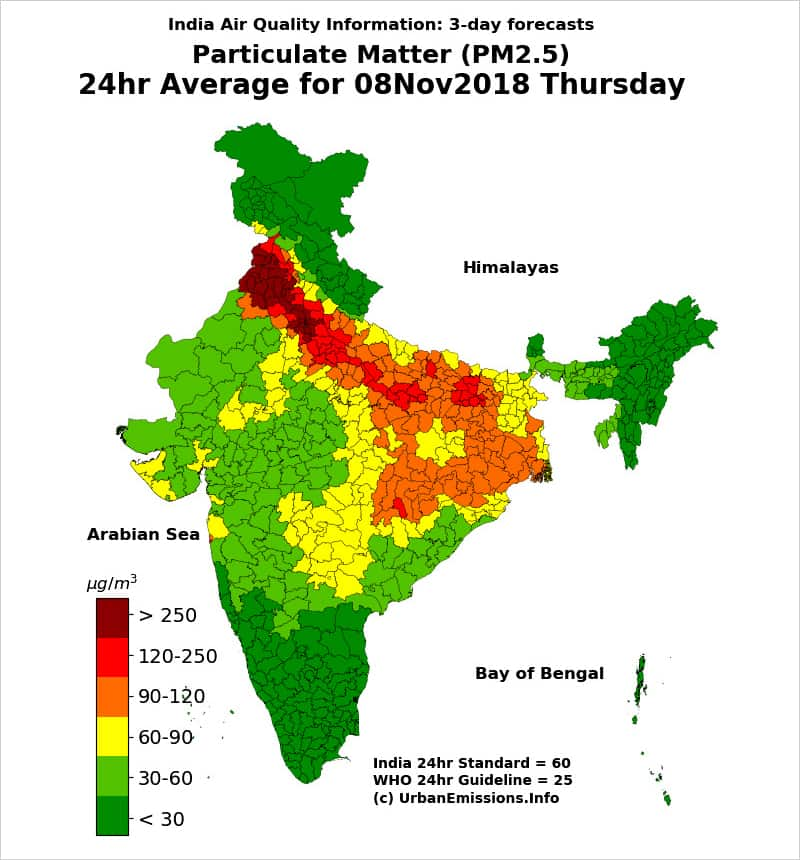 India Air Quality Information: 3-day forecasts
Particulate Matter (PM2.5)
24hr Average for 08Nov2018 Thursday
Himalayas
Arabian Sea
μg/m³
> 250
120-250
90-120
60-90
30-60
< 30
Bay of Bengal
India 24hr Standard = 60
WHO 24hr Guideline = 25
(c) UrbanEmissions.Info